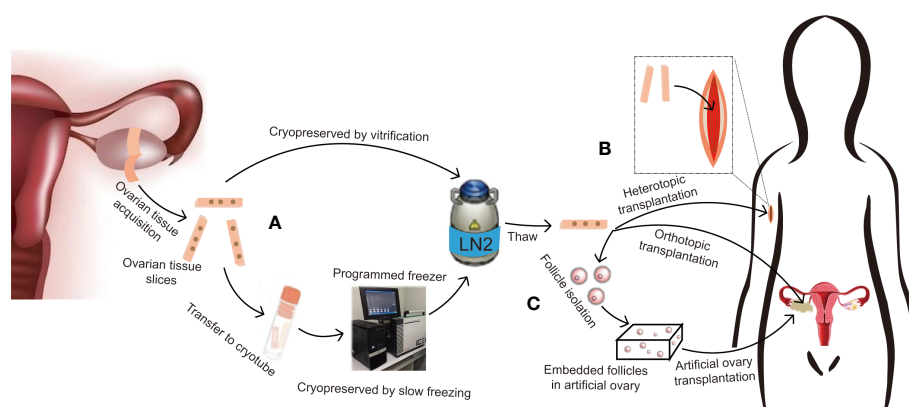 Cryopreserved by vitrification
Ovarian tissue
acquisition
A
Ovarian tissue
slices
Transfer to cryotube
Programmed freezer
Cryopreserved by slow freezing
LN2
Thaw
B
Heterotopic
transplantation
Orthotopic
transplantation
C
Follicle isolation
Embedded follicles
in artificial ovary
Artificial ovary
transplantation